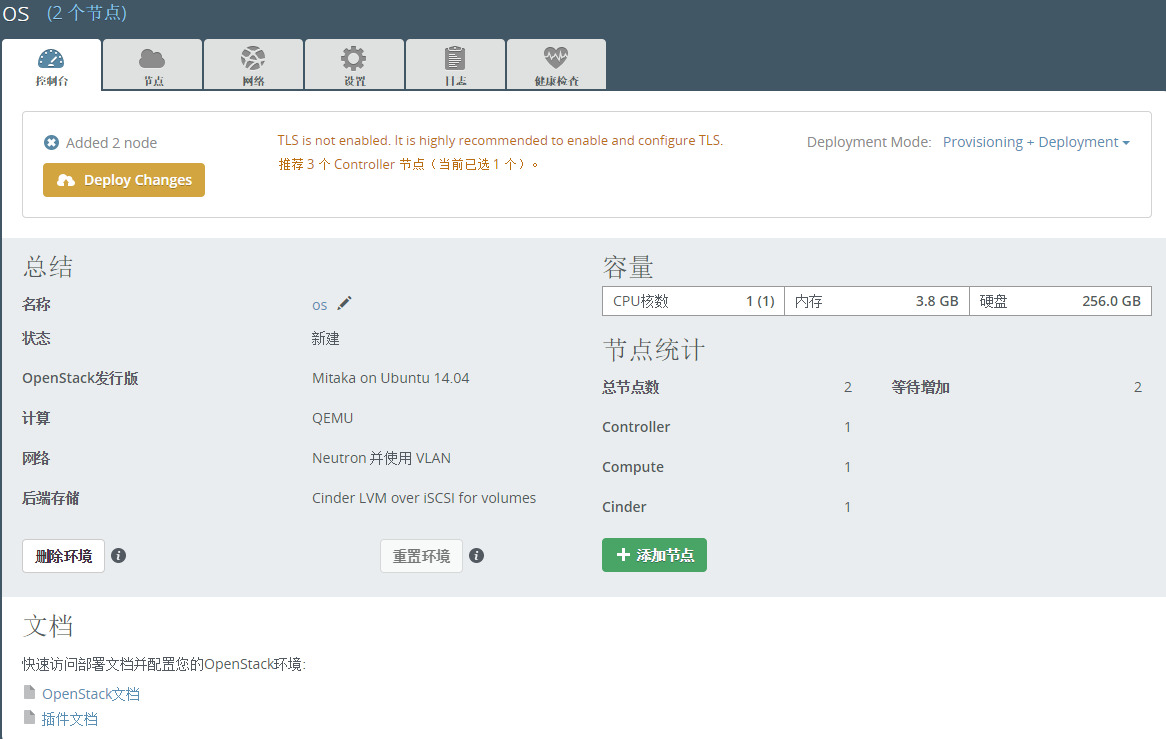 OS (2 个节点)
控制台 节点 网络 设置 日志 健康检查
Added 2 node
Deploy Changes
TLS is not enabled. It is highly recommended to enable and configure TLS.
推荐 3 个 Controller 节点（当前已选 1 个）。
Deployment Mode: Provisioning + Deployment
总结
名称 os
状态 新建
OpenStack发行版 Mitaka on Ubuntu 14.04
计算 QEMU
网络 Neutron 并使用 VLAN
后端存储 Cinder LVM over iSCSI for volumes
删除环境 重置环境
容量
CPU核数 1 (1) 内存 3.8 GB 硬盘 256.0 GB
节点统计
总节点数 2 等待增加 2
Controller 1
Compute 1
Cinder 1
添加节点
文档
快速访问部署文档并配置您的OpenStack环境:
OpenStack文档
插件文档